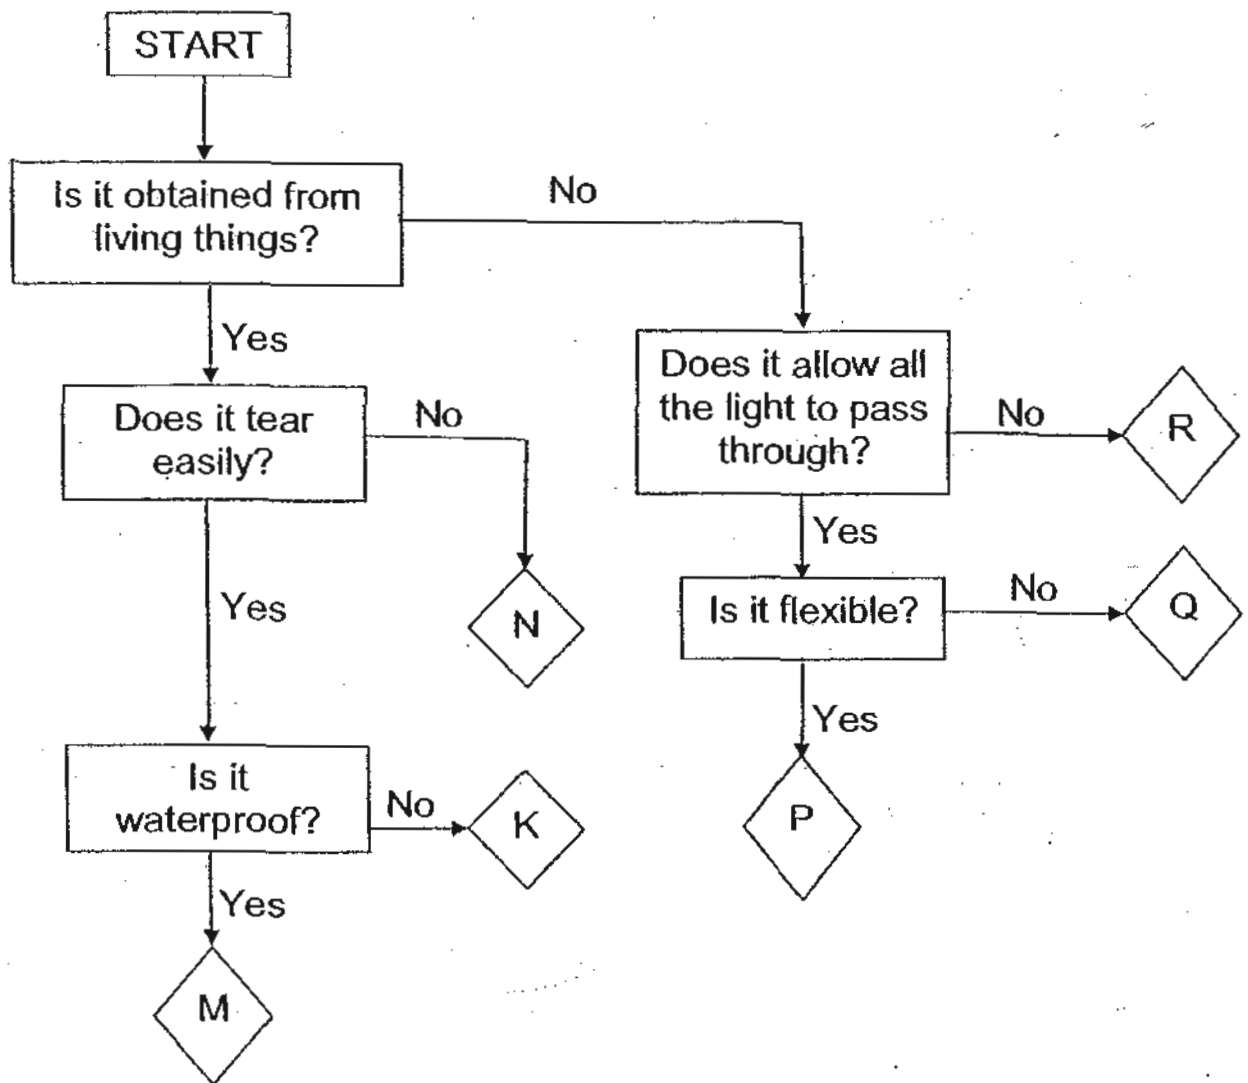 START
Is it obtained from
living things?
No
Yes
Does it tear
easily?
No
Does it allow all
the light to pass
through?
No
R
Yes
Is it flexible?
No
Q
Yes
N
Yes
P
Is it
waterproof?
No
K
Yes
M